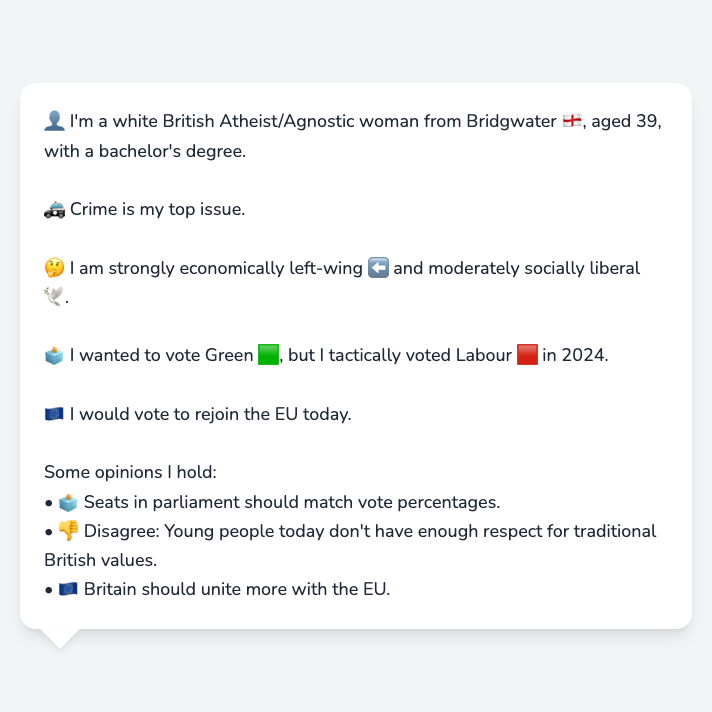 👤 I'm a white British Atheist/Agnostic woman from Bridgwater 🏴󠁧󠁢󠁥󠁮󠁧󠁿, aged 39,
with a bachelor's degree.
🚓 Crime is my top issue.
🤔 I am strongly economically left-wing ⬅️ and moderately socially liberal
🕊️.
🗳️ I wanted to vote Green 🟩, but I tactically voted Labour 🟥 in 2024.
🇪🇺 I would vote to rejoin the EU today.
Some opinions I hold:
• 🗳️ Seats in parliament should match vote percentages.
• 👎 Disagree: Young people today don't have enough respect for traditional
British values.
• 🇪🇺 Britain should unite more with the EU.